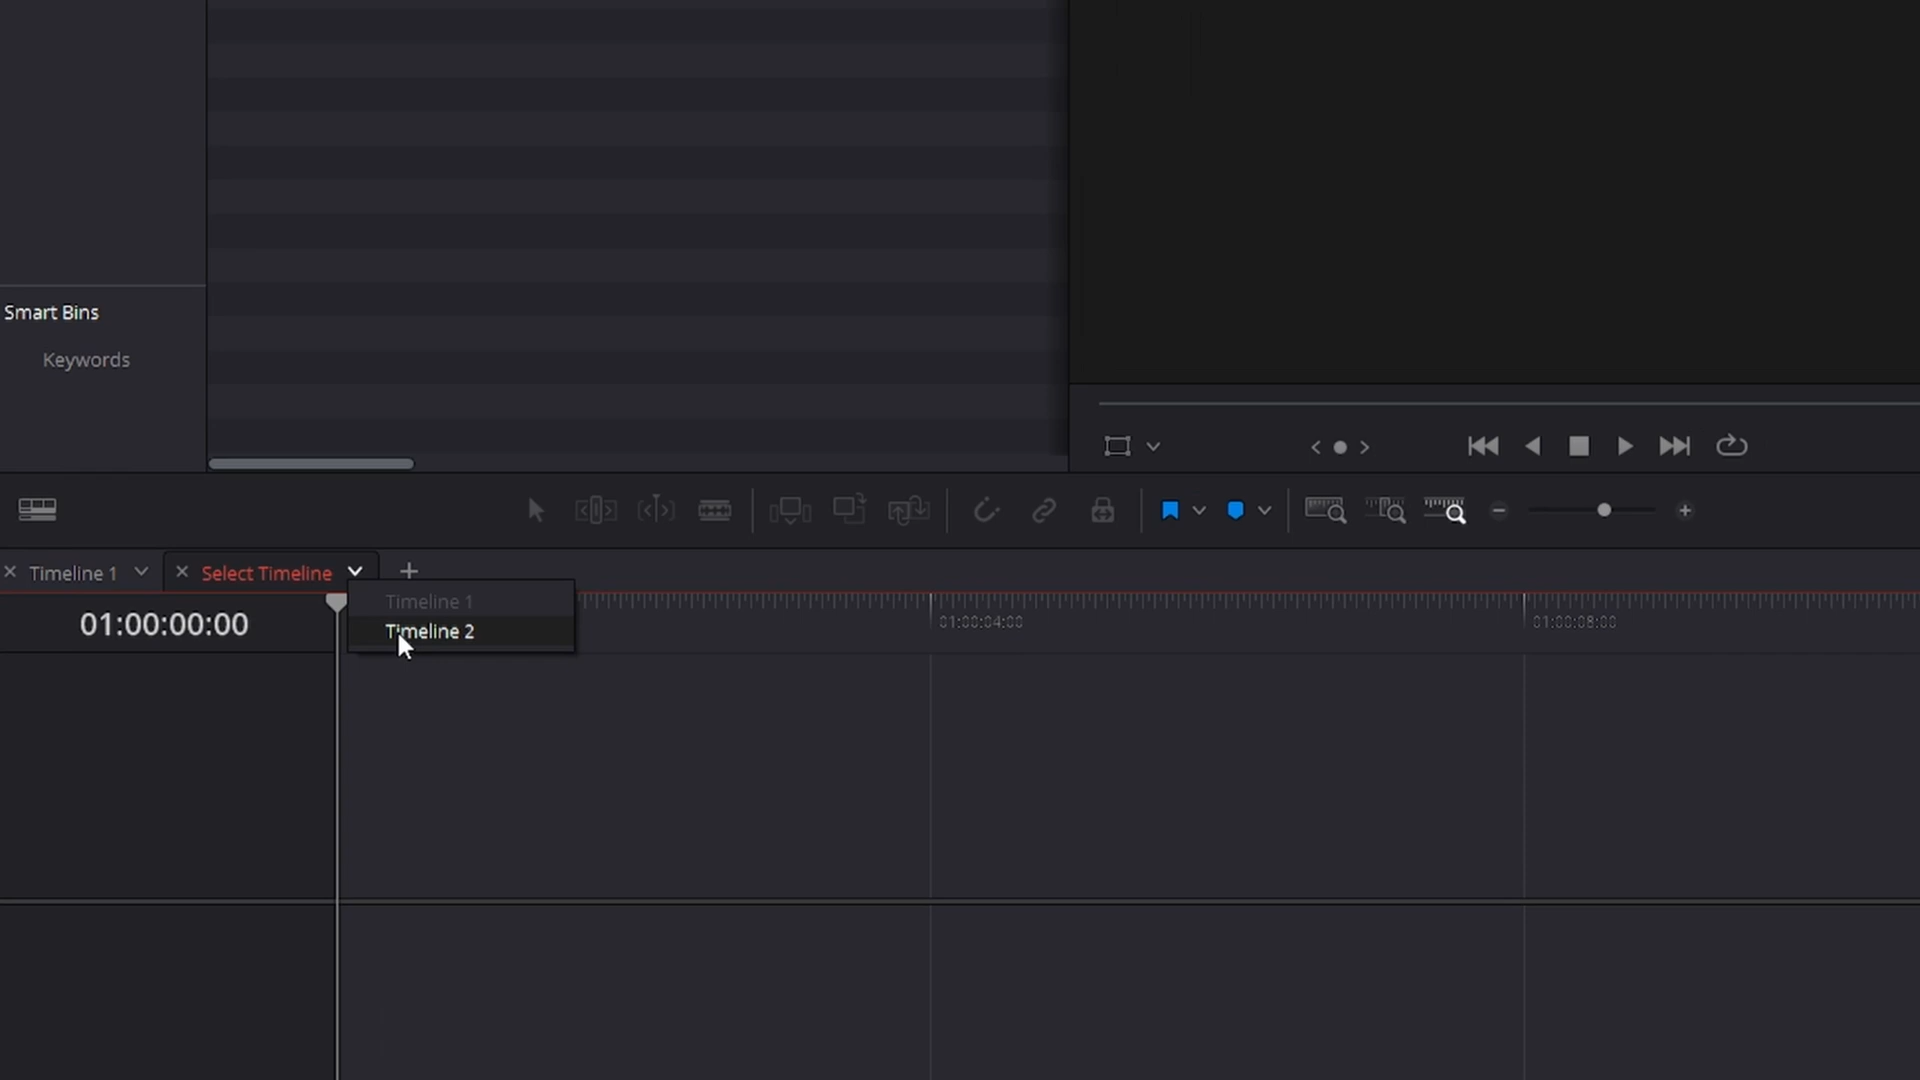 Smart Bins
Keywords
Timeline 1
Select Timeline
Timeline 1
Timeline 2
01:00:00:00
01:00:04:00
01:00:08:00